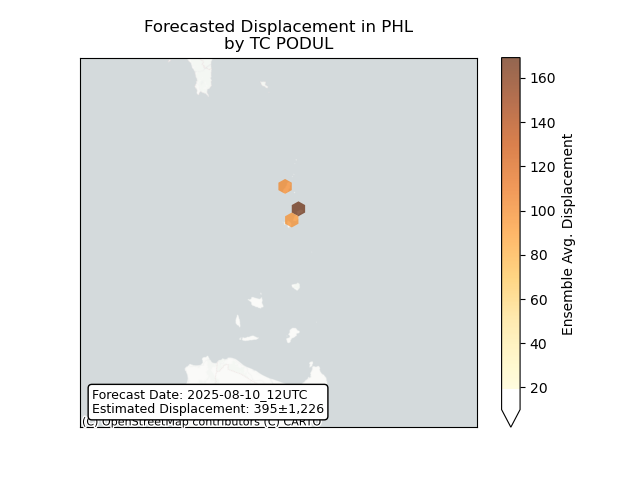 Forecasted Displacement in PHL
by TC PODUL
160
140
120
100
80
60
40
20
Ensemble Avg. Displacement
Forecast Date: 2025-08-10_12UTC
Estimated Displacement: 395±1,226
(C) OpenStreetMap contributors (C) CARTO